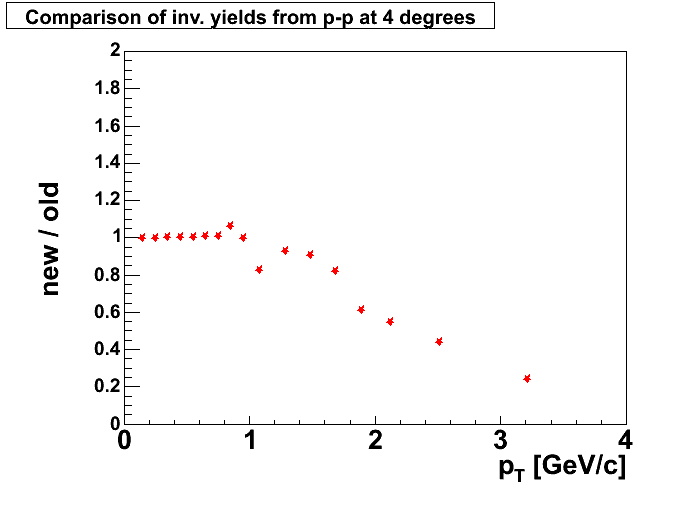 Comparison of inv. yields from p-p at 4 degrees
2
1.8
1.6
1.4
1.2
1
0.8
0.6
0.4
0.2
0
new / old
0 1 2 3 4
p_T [GeV/c]